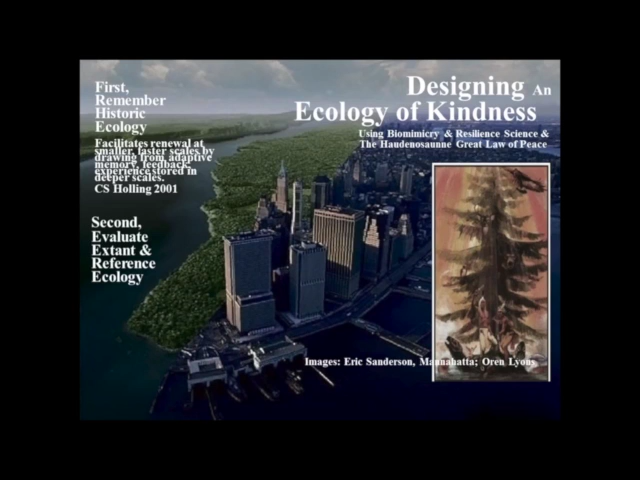 Designing An
Ecology of Kindness
Using Biomimicry & Resilience Science &
The Haudenosaunne Great Law of Peace
First,
Remember
Historic
Ecology
Facilitates renewal at
smaller, faster scales by
drawing from adaptive
memory, feedback,
experience stored in
deeper scales.
CS Holling 2001
Second,
Evaluate
Extant &
Reference
Ecology
Images: Eric Sanderson, Mannahatta; Oren Lyons